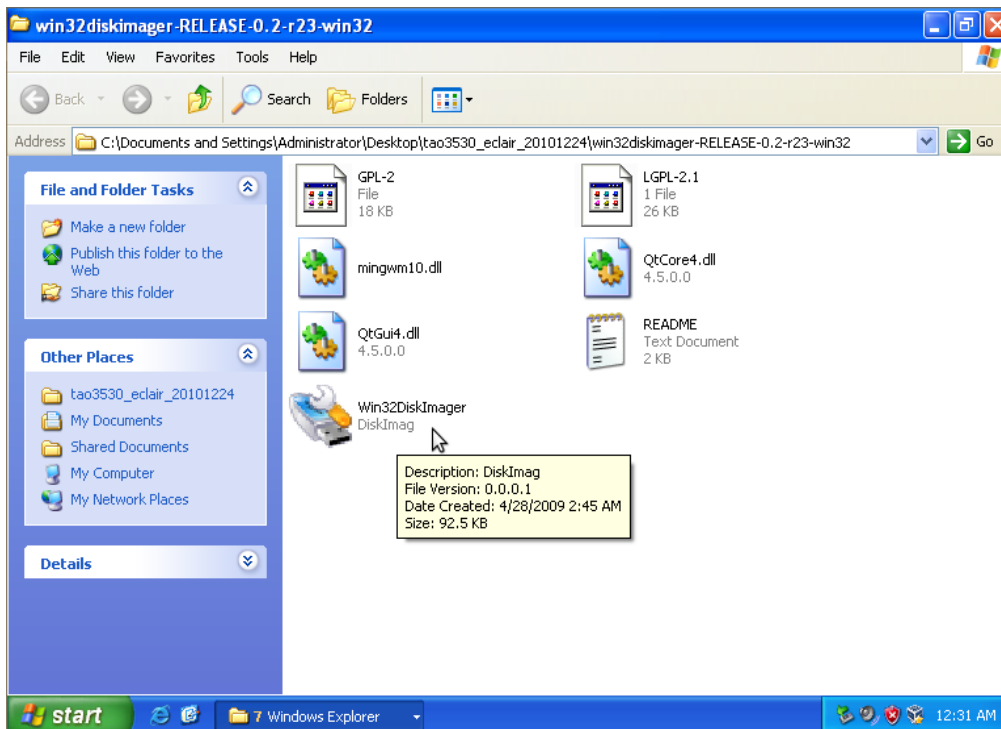 win32diskimager-RELEASE-0.2-r23-win32
File Edit View Favorites Tools Help
Back Search Folders
Address C:\Documents and Settings\Administrator\Desktop\tao3530_eclair_20101224\win32diskimager-RELEASE-0.2-r23-win32 Go
File and Folder Tasks
Make a new folder
Publish this folder to the
Web
Share this folder
Other Places
tao3530_eclair_20101224
My Documents
Shared Documents
My Computer
My Network Places
Details
GPL-2
File
18 KB
LGPL-2.1
1 File
26 KB
mingwm10.dll
QtCore4.dll
4.5.0.0
QtGui4.dll
4.5.0.0
README
Text Document
2 KB
Win32DiskImager
DiskImag
Description: DiskImag
File Version: 0.0.0.1
Date Created: 4/28/2009 2:45 AM
Size: 92.5 KB
start 7 Windows Explorer 12:31 AM